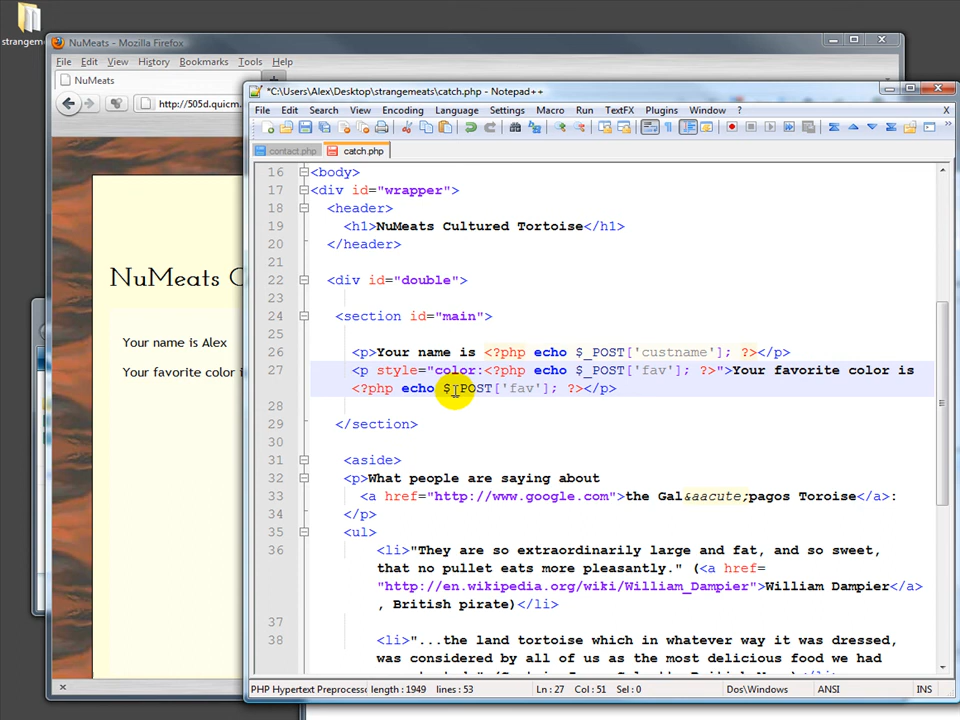 strangem
NuMeats - Mozilla Firefox
File Edit View History Bookmarks Tools Help
NuMeats
http://505d.quicm
NuMeats C
Your name is Alex
Your favorite color i
*C:\Users\Alex\Desktop\strangemeats\catch.php - Notepad++
File Edit Search View Encoding Language Settings Macro Run TextFX Plugins Window ? X
contact.php catch.php
16 <body>
17 <div id="wrapper">
18 <header>
19 <h1>NuMeats Cultured Tortoise</h1>
20 </header>
21
22 <div id="double">
23
24 <section id="main">
25
26 <p>Your name is <?php echo $_POST['custname']; ?></p>
27 <p style="color:<?php echo $_POST['fav']; ?>">Your favorite color is
<?php echo $_POST['fav']; ?></p>
28
29 </section>
30
31 <aside>
32 <p>What people are saying about
33 <a href="http://www.google.com">the Gal&aacute;pagos Toroise</a>:
34 </p>
35 <ul>
36 <li>"They are so extraordinarily large and fat, and so sweet,
that no pullet eats more pleasantly." (<a href=
"http://en.wikipedia.org/wiki/William_Dampier">William Dampier</a>
, British pirate)</li>
37
38 <li>"...the land tortoise which in whatever way it was dressed,
was considered by all of us as the most delicious food we had
PHP Hypertext Preprocess length : 1949 lines : 53 Ln : 27 Col : 51 Sel : 0 Dos\Windows ANSI INS